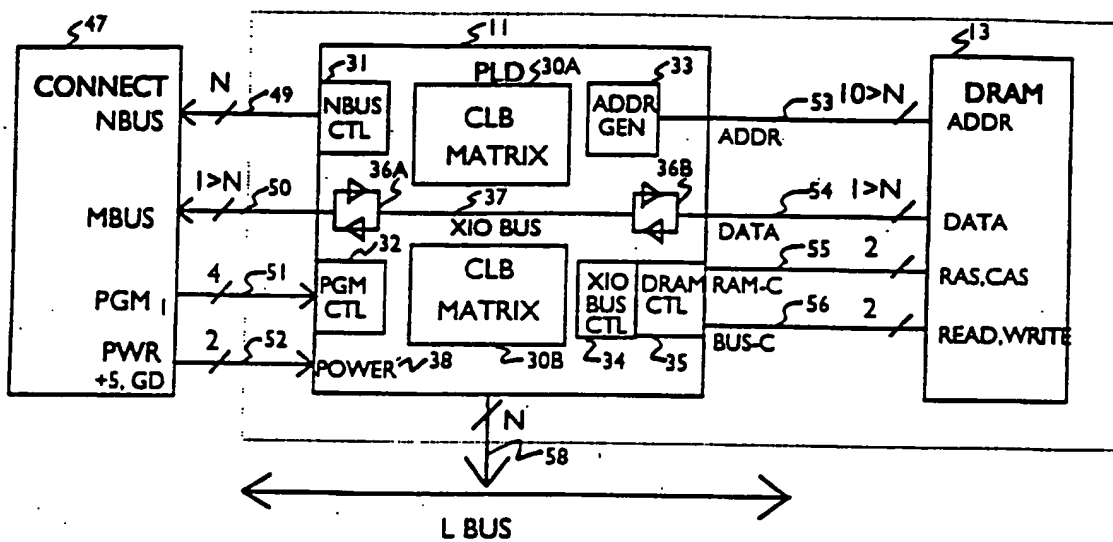 47
CONNECT
NBUS
N
49
MBUS
1>N
50
PGM 1
4
51
PWR
+5, GD
2
52
11
PLD
31
NBUS
CTL
30A
CLB
MATRIX
33
ADDR
GEN
36A
37
XIO BUS
36B
32
PGM
CTL
CLB
MATRIX
30B
XIO
BUS
CTL
34
DRAM
CTL
35
POWER
38
ADDR
53
10>N
DATA
54
1>N
RAM-C
55
2
BUS-C
56
2
13
DRAM
ADDR
DATA
RAS,CAS
READ,WRITE
N
58
L BUS